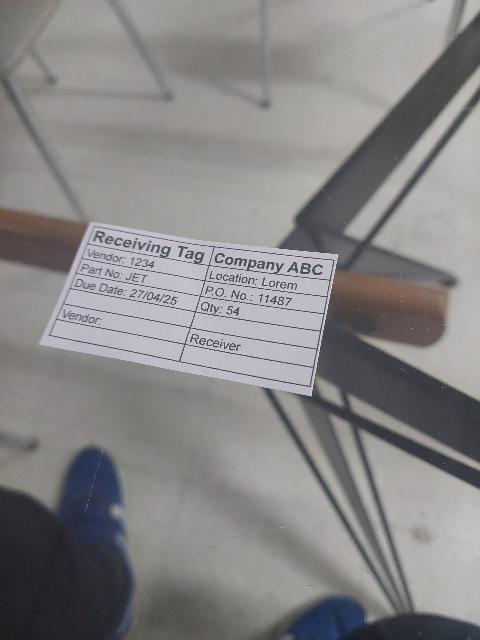 Receiving Tag Company ABC
Vendor: 1234 Location: Lorem
Part No: JET P.O. No.: 11487
Due Date: 27/04/25 Qty: 54
Vendor: Receiver